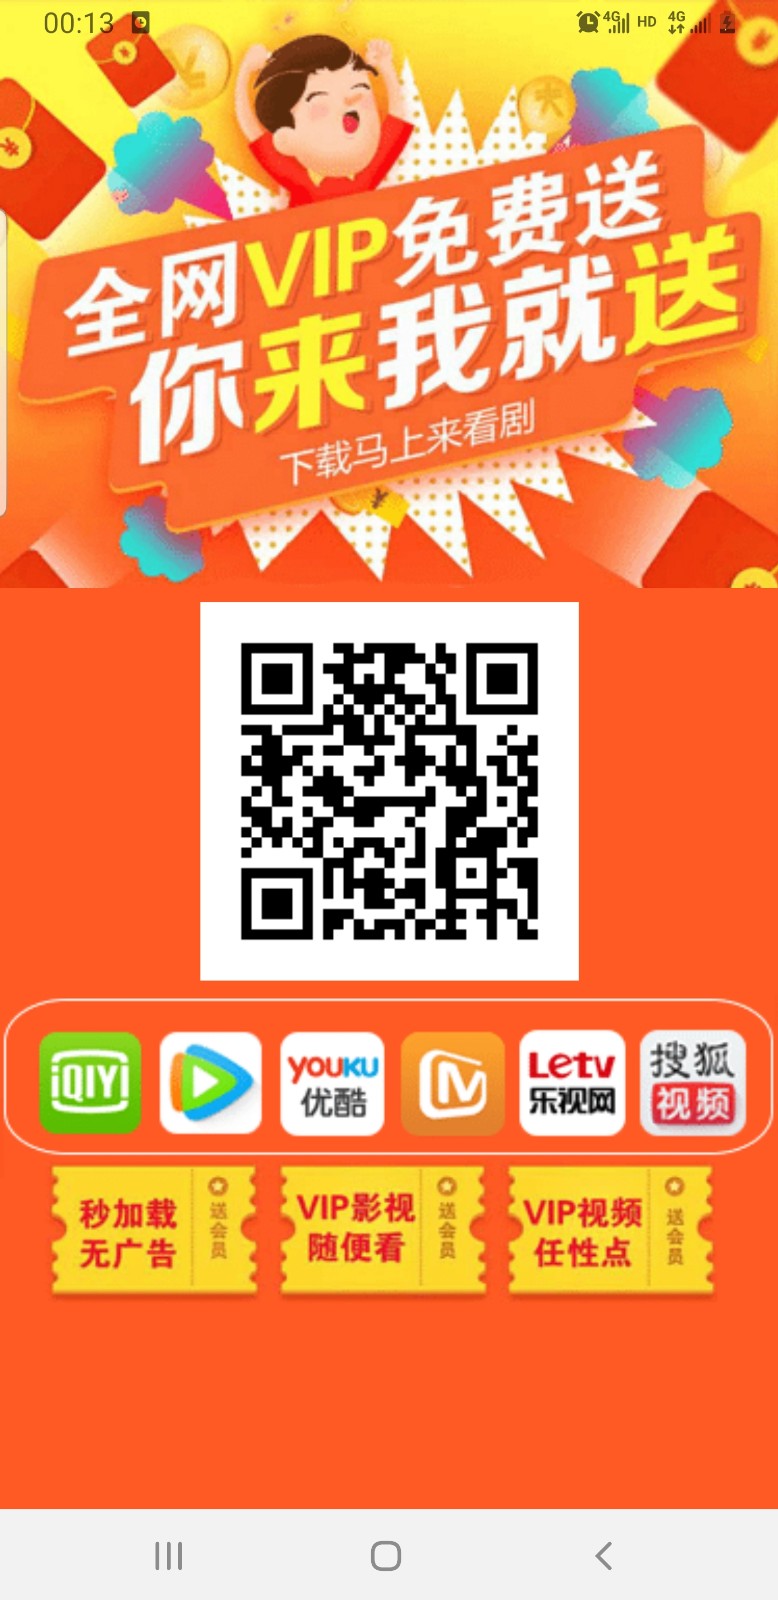 00:13
4G HD 4G
全网VIP免费送
你来我就送
下载马上来看剧
iQIYI
YOUKU
优酷
Letv
乐视网
搜狐
视频
秒加载
无广告
送会员
VIP影视
随便看
送会员
VIP视频
任性点
送会员